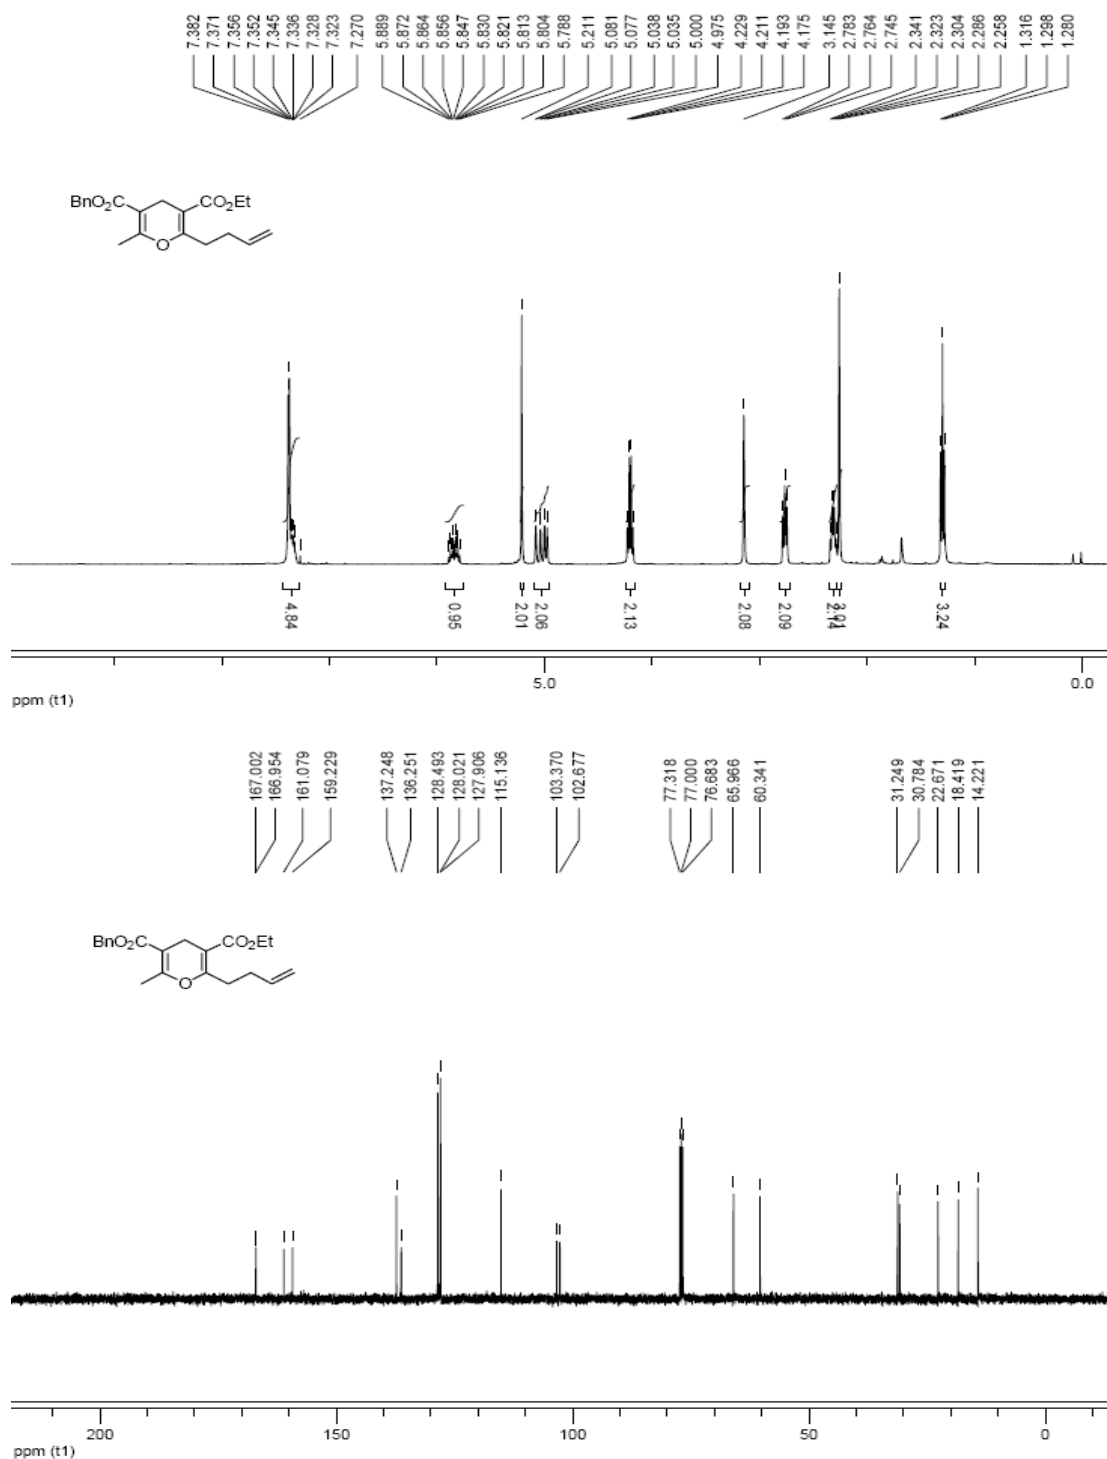 7.382 7.371 7.356 7.352 7.345 7.336 7.328 7.323 7.270 5.889 5.872 5.864 5.856 5.847 5.830 5.821 5.813 5.804 5.788 5.211 5.081 5.077 5.038 5.035 5.000 4.975 4.229 4.211 4.193 4.175 3.145 2.783 2.764 2.745 2.341 2.323 2.304 2.286 2.258 1.316 1.298 1.280
BnO2C CO2Et
O
4.84 0.95 2.01 2.06 2.13 2.08 2.09 2.14 3.01 3.24
5.0 0.0
ppm (t1)
167.002 166.954 161.079 159.229 137.248 136.251 128.493 128.021 127.906 115.136 103.370 102.677 77.318 77.000 76.683 65.966 60.341 31.249 30.784 22.671 18.419 14.221
BnO2C CO2Et
O
200 150 100 50 0
ppm (t1)